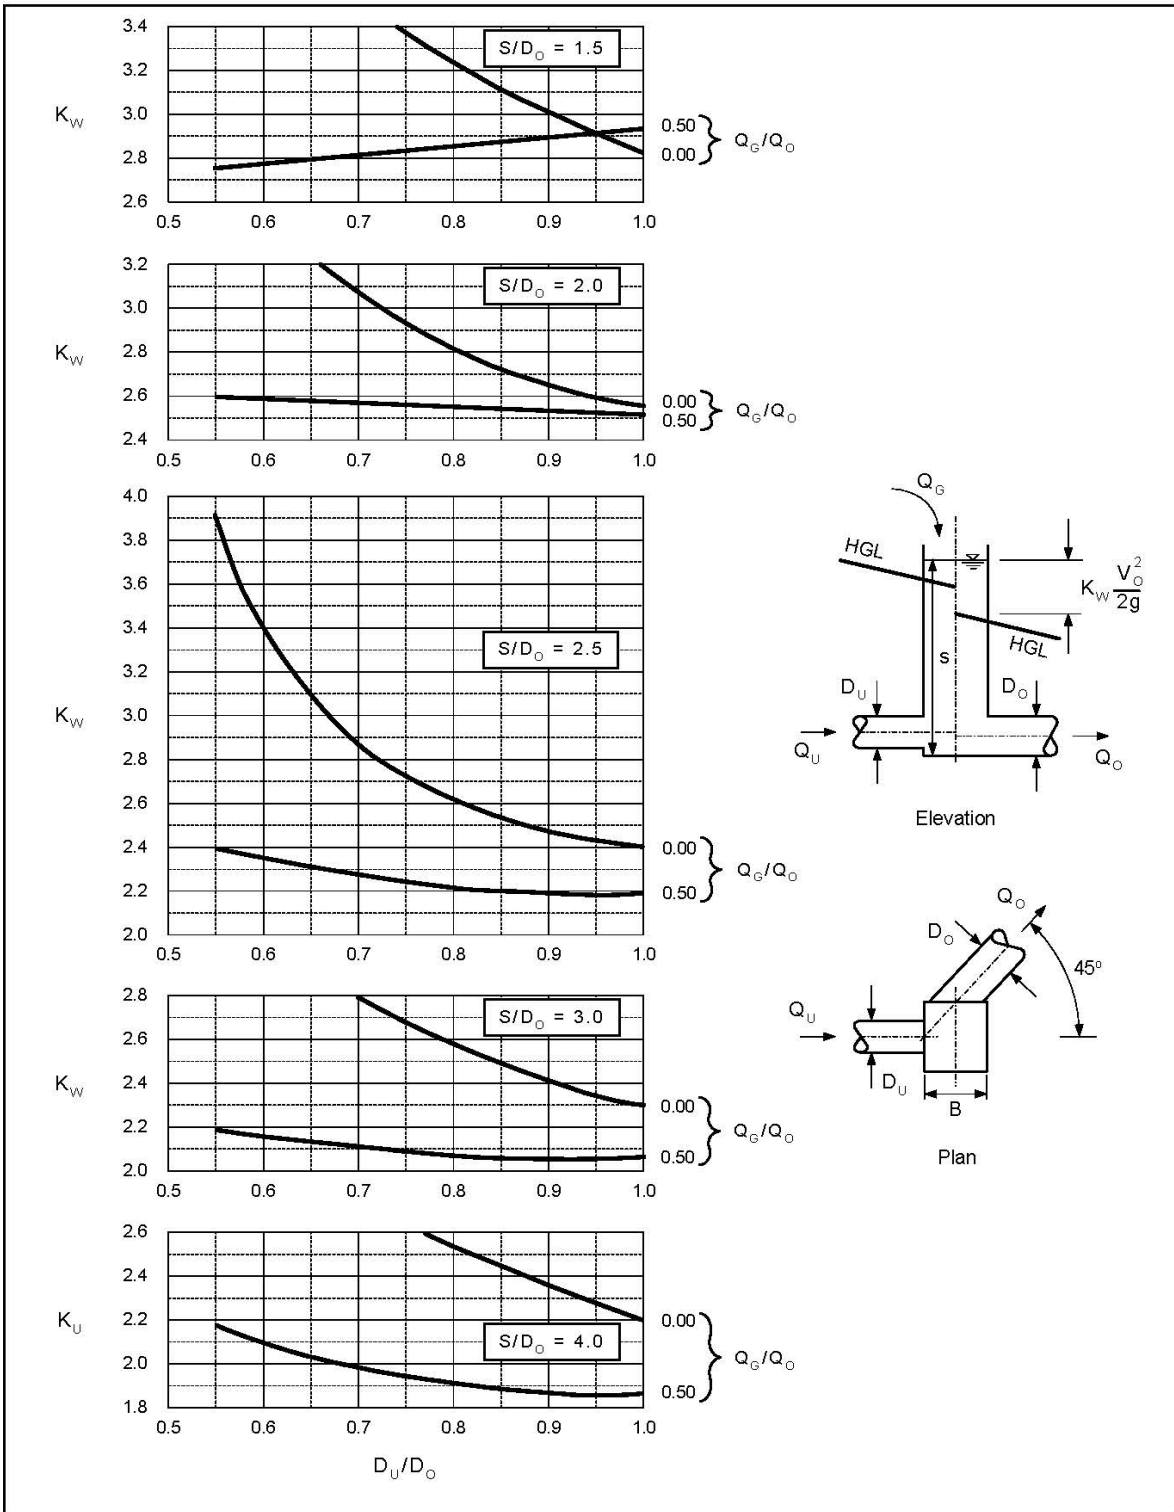 3.4
3.2
3.0
2.8
2.6
K_W
S/D_O = 1.5
0.50
0.00
Q_G/Q_O
0.5 0.6 0.7 0.8 0.9 1.0
3.2
3.0
2.8
2.6
2.4
K_W
S/D_O = 2.0
0.00
0.50
Q_G/Q_O
0.5 0.6 0.7 0.8 0.9 1.0
4.0
3.8
3.6
3.4
3.2
3.0
2.8
2.6
2.4
2.2
2.0
K_W
S/D_O = 2.5
0.00
0.50
Q_G/Q_O
0.5 0.6 0.7 0.8 0.9 1.0
2.8
2.6
2.4
2.2
2.0
K_W
S/D_O = 3.0
0.00
0.50
Q_G/Q_O
0.5 0.6 0.7 0.8 0.9 1.0
2.6
2.4
2.2
2.0
1.8
K_U
S/D_O = 4.0
0.00
0.50
Q_G/Q_O
0.5 0.6 0.7 0.8 0.9 1.0
D_U/D_O
Q_G
HGL
K_W V_O^2/2g
HGL
S
D_U
D_O
Q_U
Q_O
Elevation
Q_O
D_O
45°
Q_U
D_U
B
Plan